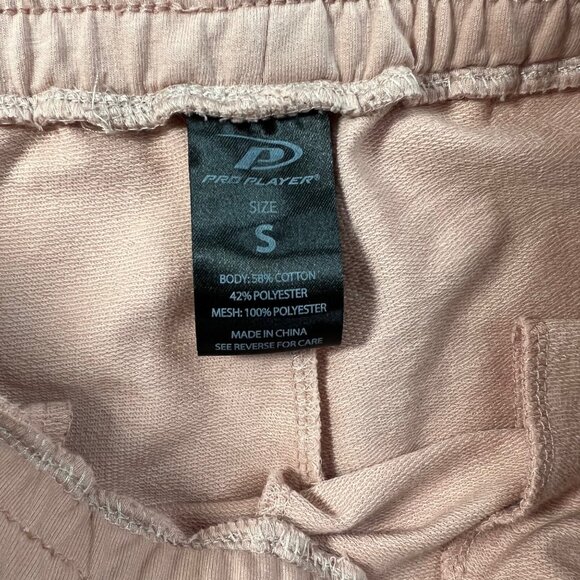 PRO PLAYER®
SIZE
S
BODY: 58% COTTON
42% POLYESTER
MESH: 100% POLYESTER
MADE IN CHINA
SEE REVERSE FOR CARE